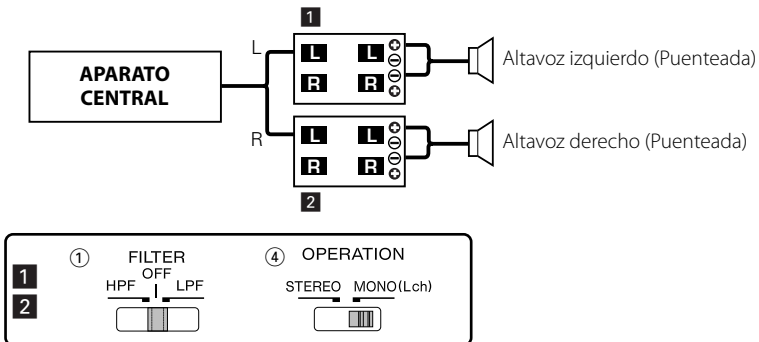 1
L
APARATO
CENTRAL
L L + −
R R − +
Altavoz izquierdo (Puenteada)
R
L L + −
R R − +
Altavoz derecho (Puenteada)
2
1
2
① FILTER
OFF
HPF LPF
④ OPERATION
STEREO MONO(Lch)